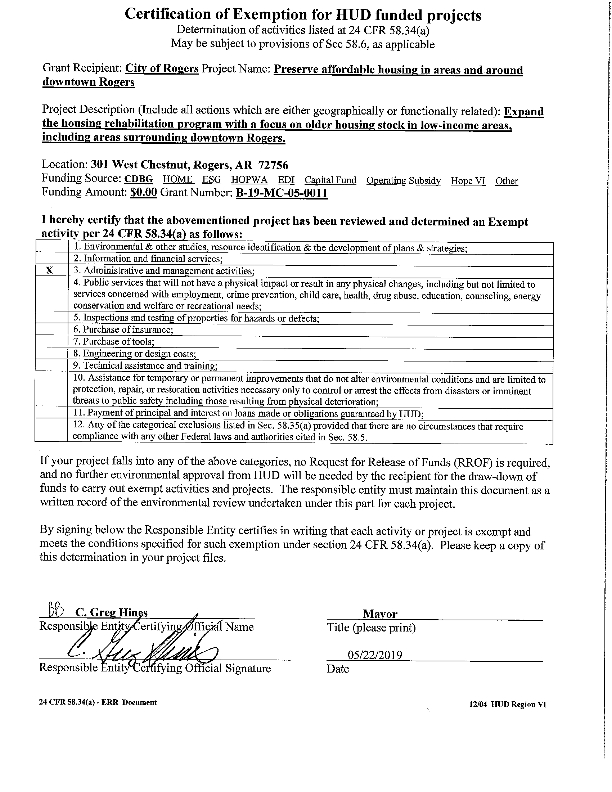 Certification of Exemption for HUD funded projects
Determination of activities listed at 24 CFR 58.34(a)
May be subject to provisions of Sec 58.6, as applicable
Grant Recipient: City of Rogers Project Name: Preserve affordable housing in areas and around
downtown Rogers
Project Description (Include all actions which are either geographically or functionally related): Expand
the housing rehabilitation program with a focus on older housing stock in low-income areas,
including areas surrounding downtown Rogers.
Location: 301 West Chestnut, Rogers, AR 72756
Funding Source: CDBG HOME ESG HOPWA EDI Capital Fund Operating Subsidy Hope VI Other
Funding Amount: $0.00 Grant Number: B-19-MC-05-0011
I hereby certify that the abovementioned project has been reviewed and determined an Exempt
activity per 24 CFR 58.34(a) as follows:
1. Environmental & other studies, resource identification & the development of plans & strategies;
2. Information and financial services;
X 3. Administrative and management activities;
4. Public services that will not have a physical impact or result in any physical changes, including but not limited to
services concerned with employment, crime prevention, child care, health, drug abuse, education, counseling, energy
conservation and welfare or recreational needs;
5. Inspections and testing of properties for hazards or defects;
6. Purchase of insurance;
7. Purchase of tools;
8. Engineering or design costs;
9. Technical assistance and training;
10. Assistance for temporary or permanent improvements that do not alter environmental conditions and are limited to
protection, repair, or restoration activities necessary only to control or arrest the effects from disasters or imminent
threats to public safety including those resulting from physical deterioration;
11. Payment of principal and interest on loans made or obligations guaranteed by HUD;
12. Any of the categorical exclusions listed in Sec. 58.35(a) provided that there are no circumstances that require
compliance with any other Federal laws and authorities cited in Sec. 58.5.
If your project falls into any of the above categories, no Request for Release of Funds (RROF) is required,
and no further environmental approval from HUD will be needed by the recipient for the draw-down of
funds to carry out exempt activities and projects. The responsible entity must maintain this document as a
written record of the environmental review undertaken under this part for each project.
By signing below the Responsible Entity certifies in writing that each activity or project is exempt and
meets the conditions specified for such exemption under section 24 CFR 58.34(a). Please keep a copy of
this determination in your project files.
C. Greg Hines Mayor
Responsible Entity Certifying Official Name Title (please print)
C. Greg Hines 05/22/2019
Responsible Entity Certifying Official Signature Date
24 CFR 58.34(a) - ERR Document 12/04 HUD Region VI